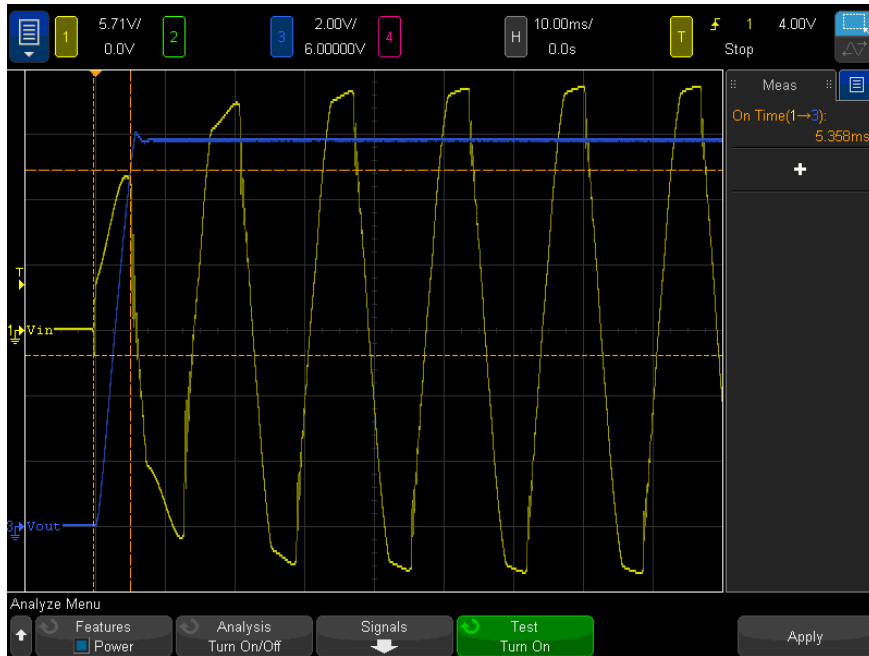 1 5.71V/ 2 3 2.00V/ 4 H 10.00ms/ T 1 4.00V
0.0V 6.00000V 0.0s Stop
Meas
On Time(1→3):
5.358ms
+
T
1 Vin
3 Vout
Analyze Menu
Features Analysis Signals Test
Power Turn On/Off Turn On Apply